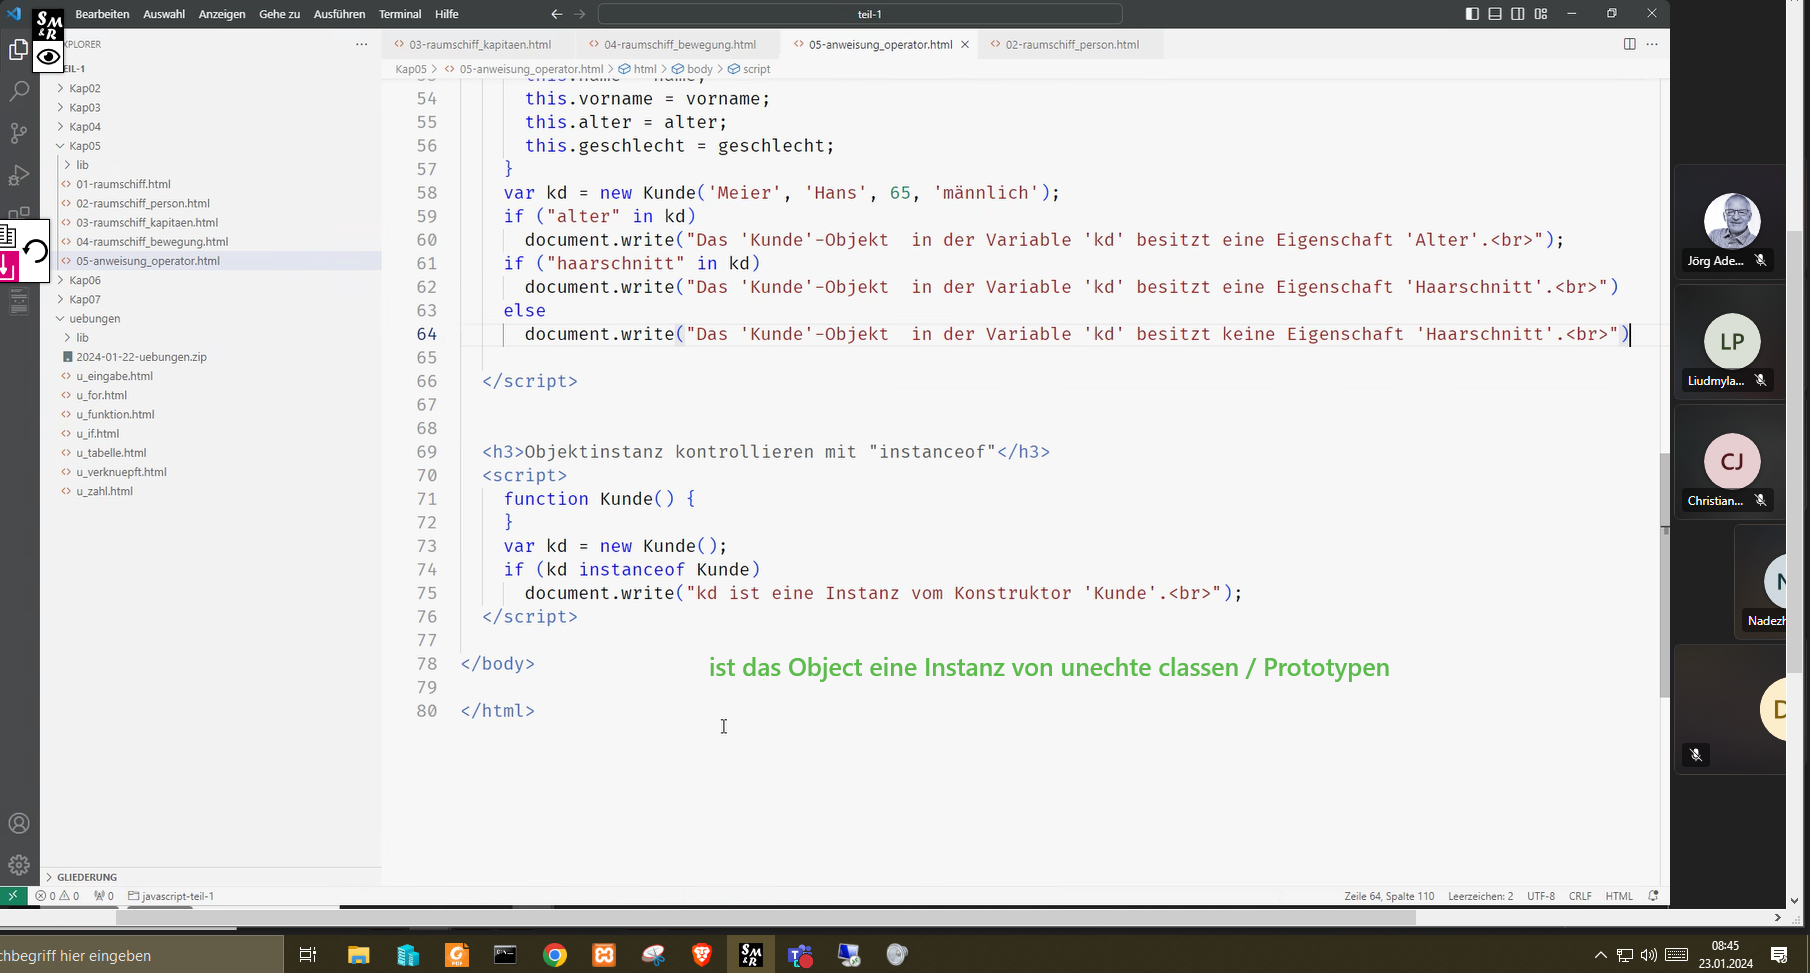 Bearbeiten Auswahl Anzeigen Gehe zu Ausführen Terminal Hilfe
teil-1
SM&R
XPLORER
03-raumschiff_kapitaen.html
04-raumschiff_bewegung.html
05-anweisung_operator.html
02-raumschiff_person.html
Kap05 > 05-anweisung_operator.html > html > body > script
EIL-1
Kap02
Kap03
Kap04
Kap05
lib
01-raumschiff.html
02-raumschiff_person.html
03-raumschiff_kapitaen.html
04-raumschiff_bewegung.html
05-anweisung_operator.html
Kap06
Kap07
uebungen
lib
2024-01-22-uebungen.zip
u_eingabe.html
u_for.html
u_funktion.html
u_if.html
u_tabelle.html
u_verknuepft.html
u_zahl.html
GLIEDERUNG
54 this.vorname = vorname;
55 this.alter = alter;
56 this.geschlecht = geschlecht;
57 }
58 var kd = new Kunde('Meier', 'Hans', 65, 'männlich');
59 if ("alter" in kd)
60 document.write("Das 'Kunde'-Objekt  in der Variable 'kd' besitzt eine Eigenschaft 'Alter'.<br>");
61 if ("haarschnitt" in kd)
62 document.write("Das 'Kunde'-Objekt  in der Variable 'kd' besitzt eine Eigenschaft 'Haarschnitt'.<br>")
63 else
64 document.write("Das 'Kunde'-Objekt  in der Variable 'kd' besitzt keine Eigenschaft 'Haarschnitt'.<br>")
65
66 </script>
67
68
69 <h3>Objektinstanz kontrollieren mit "instanceof"</h3>
70 <script>
71 function Kunde() {
72 }
73 var kd = new Kunde();
74 if (kd instanceof Kunde)
75 document.write("kd ist eine Instanz vom Konstruktor 'Kunde'.<br>");
76 </script>
77
78 </body>
ist das Object eine Instanz von unechte classen / Prototypen
79
80 </html>
Jörg Ade...
LP
Liudmyla...
CJ
Christian...
N
Nadezh
D
0 0 0 javascript-teil-1
Zeile 64, Spalte 110 Leerzeichen: 2 UTF-8 CRLF HTML
chbegriff hier eingeben
SM&R
08:45
23.01.2024